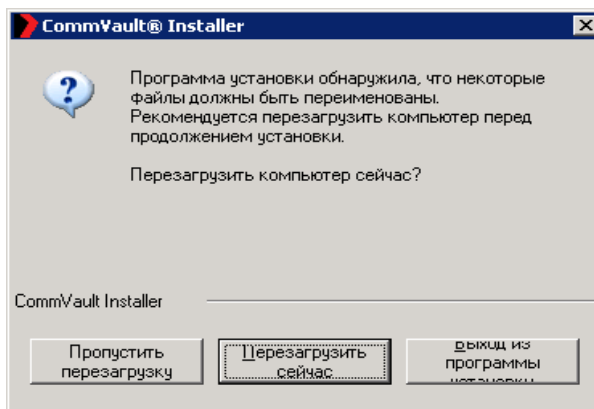 CommVault® Installer
Программа установки обнаружила, что некоторые
файлы должны быть переименованы.
Рекомендуется перезагрузить компьютер перед
продолжением установки.
Перезагрузить компьютер сейчас?
CommVault Installer
Пропустить
перезагрузку
Перезагрузить
сейчас
Выход из
программы
установки